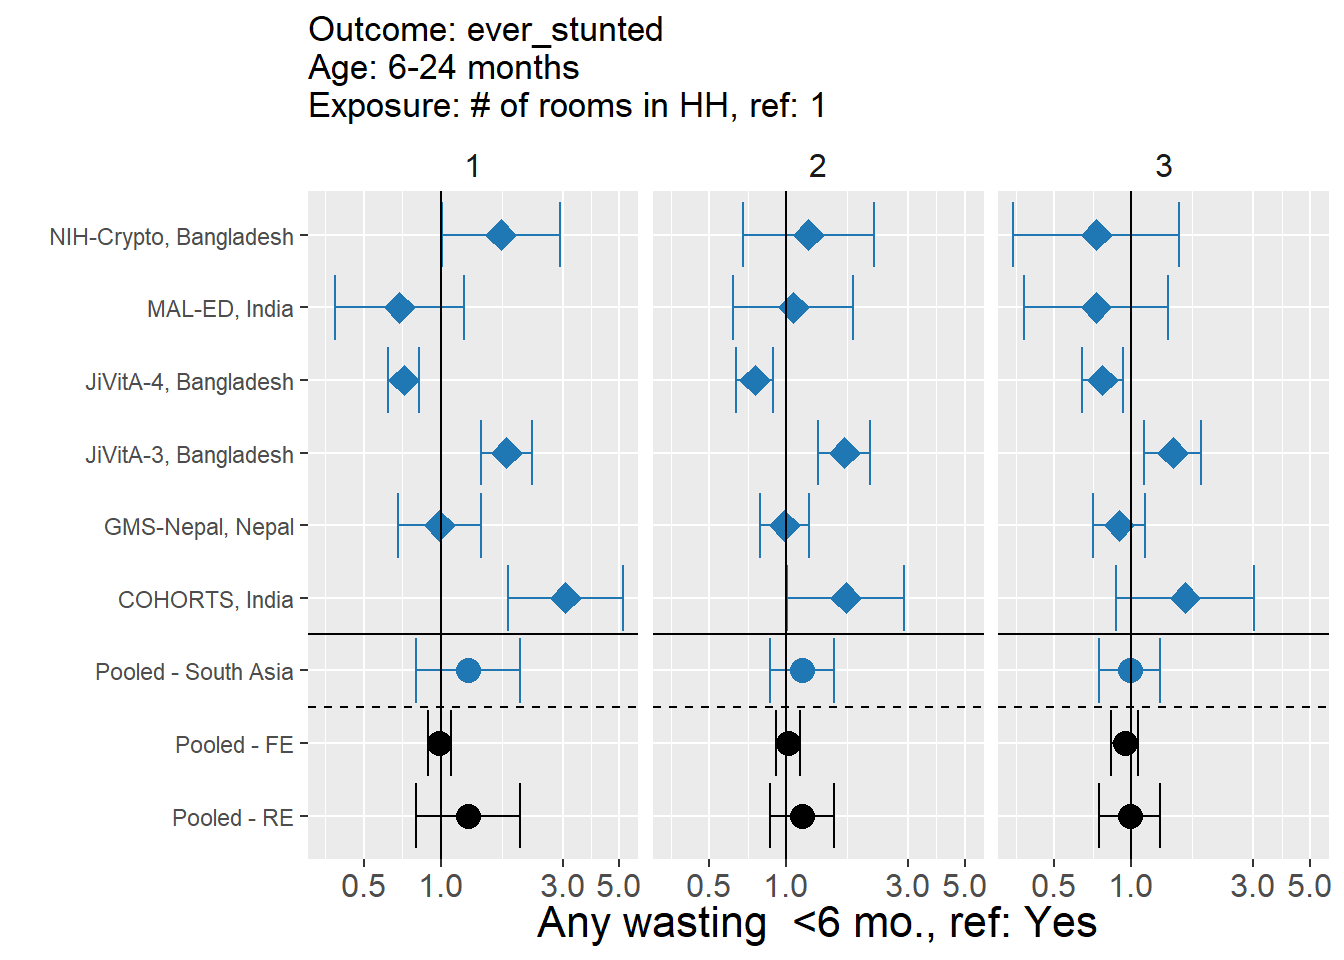 Outcome: ever_stunted
Age: 6-24 months
Exposure: # of rooms in HH, ref: 1
1 2 3
NIH-Crypto, Bangladesh
MAL-ED, India
JiVitA-4, Bangladesh
JiVitA-3, Bangladesh
GMS-Nepal, Nepal
COHORTS, India
Pooled - South Asia
Pooled - FE
Pooled - RE
0.5 1.0 3.0 5.0 0.5 1.0 3.0 5.0 0.5 1.0 3.0 5.0
Any wasting  <6 mo., ref: Yes